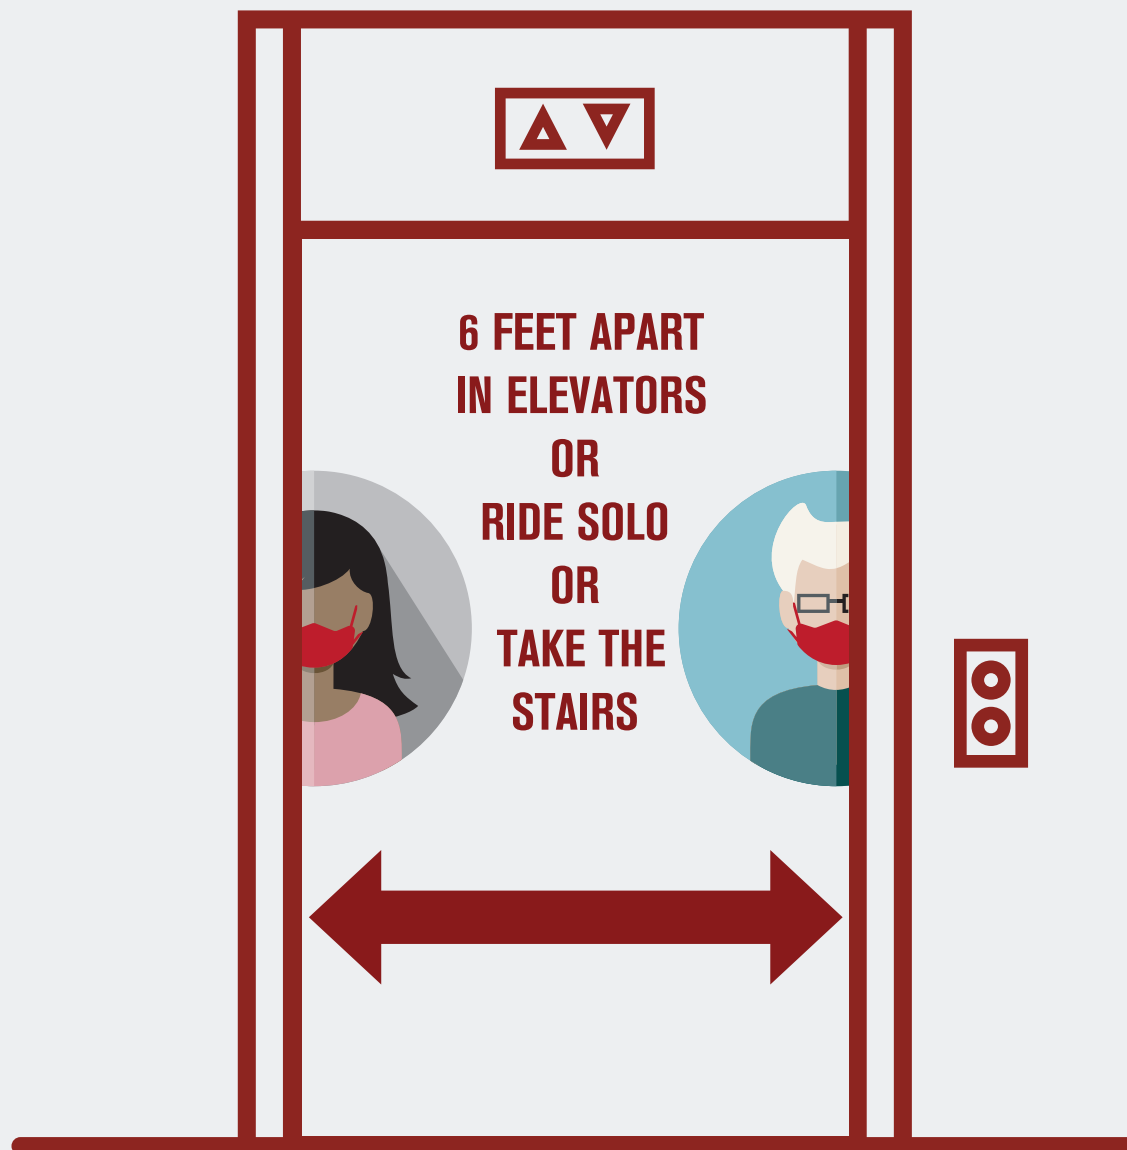 6 FEET APART
IN ELEVATORS
OR
RIDE SOLO
OR
TAKE THE
STAIRS